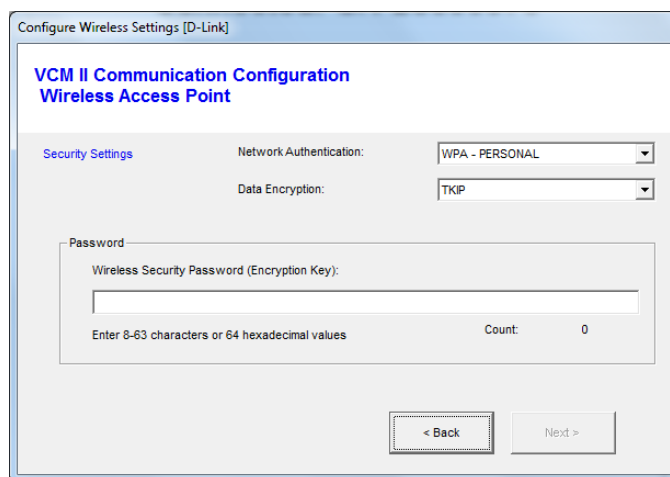 Configure Wireless Settings [D-Link]
VCM II Communication Configuration
Wireless Access Point
Security Settings
Network Authentication:
WPA - PERSONAL
Data Encryption:
TKIP
Password
Wireless Security Password (Encryption Key):
Enter 8-63 characters or 64 hexadecimal values
Count: 0
< Back
Next >